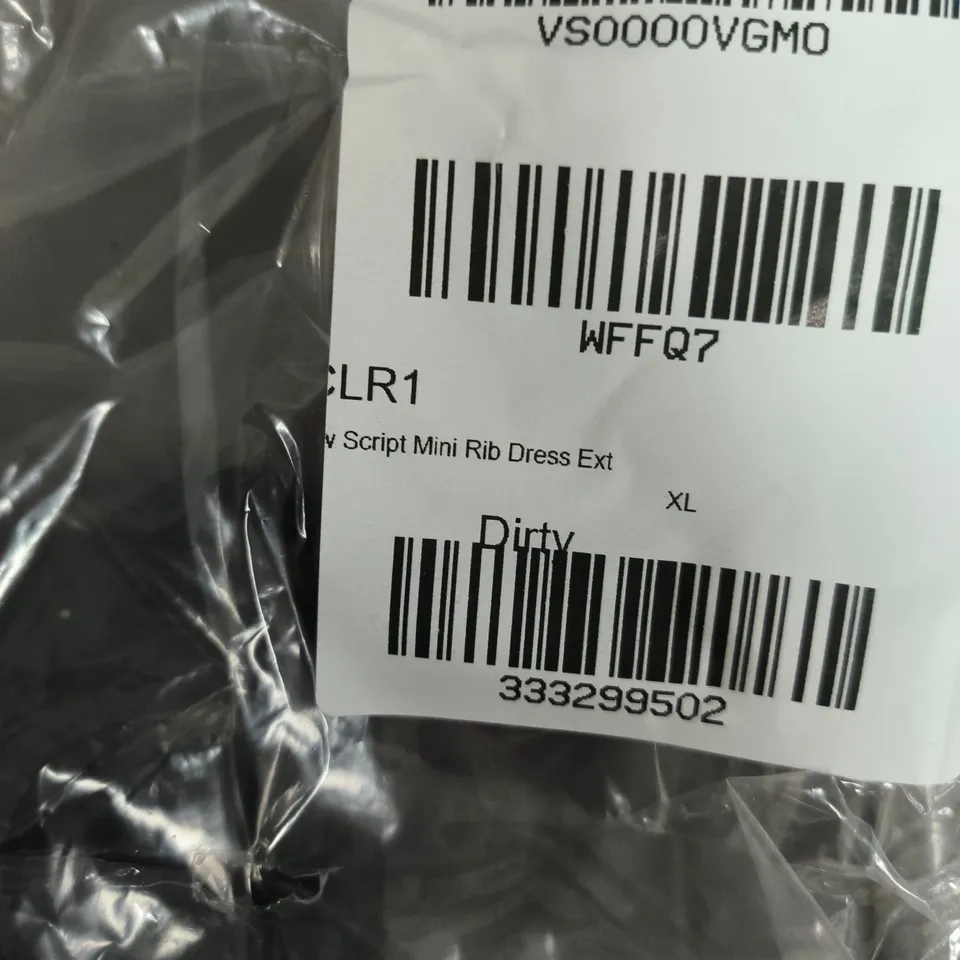 VS0000VGM0
WFFQ7
CLR1
w Script Mini Rib Dress Ext
XL
Dirty
333299502